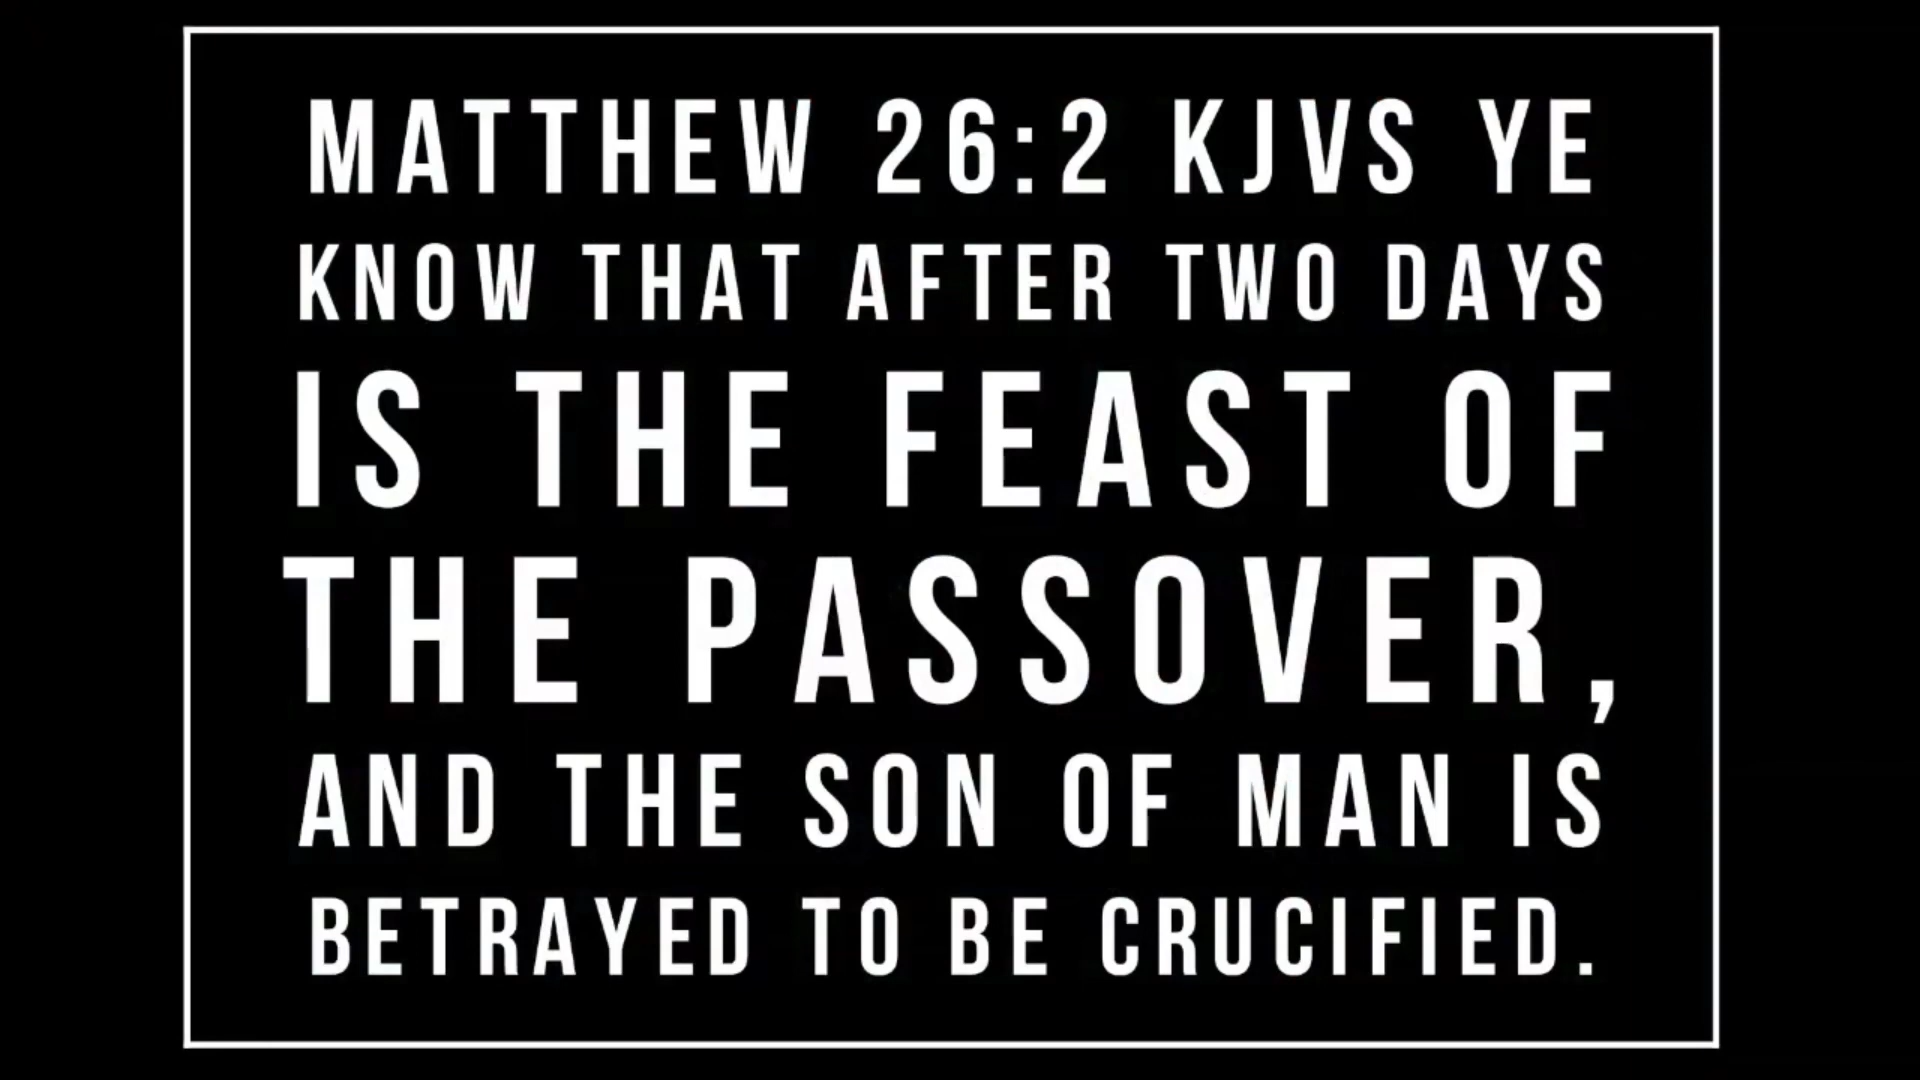 MATTHEW 26:2 KJVS YE
KNOW THAT AFTER TWO DAYS
IS THE FEAST OF
THE PASSOVER,
AND THE SON OF MAN IS
BETRAYED TO BE CRUCIFIED.